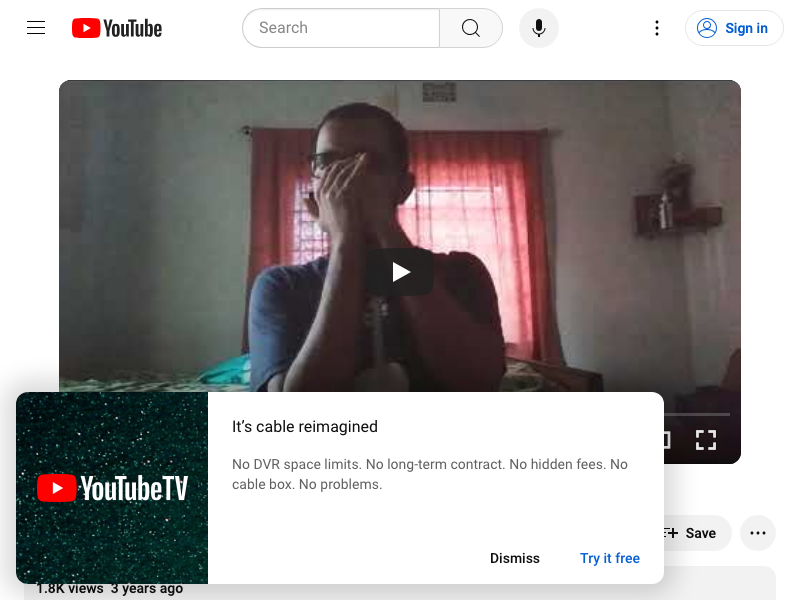 YouTube
Search
Sign in
It's cable reimagined
No DVR space limits. No long-term contract. No hidden fees. No
cable box. No problems.
YouTubeTV
Dismiss
Try it free
Save
1.8K views 3 years ago